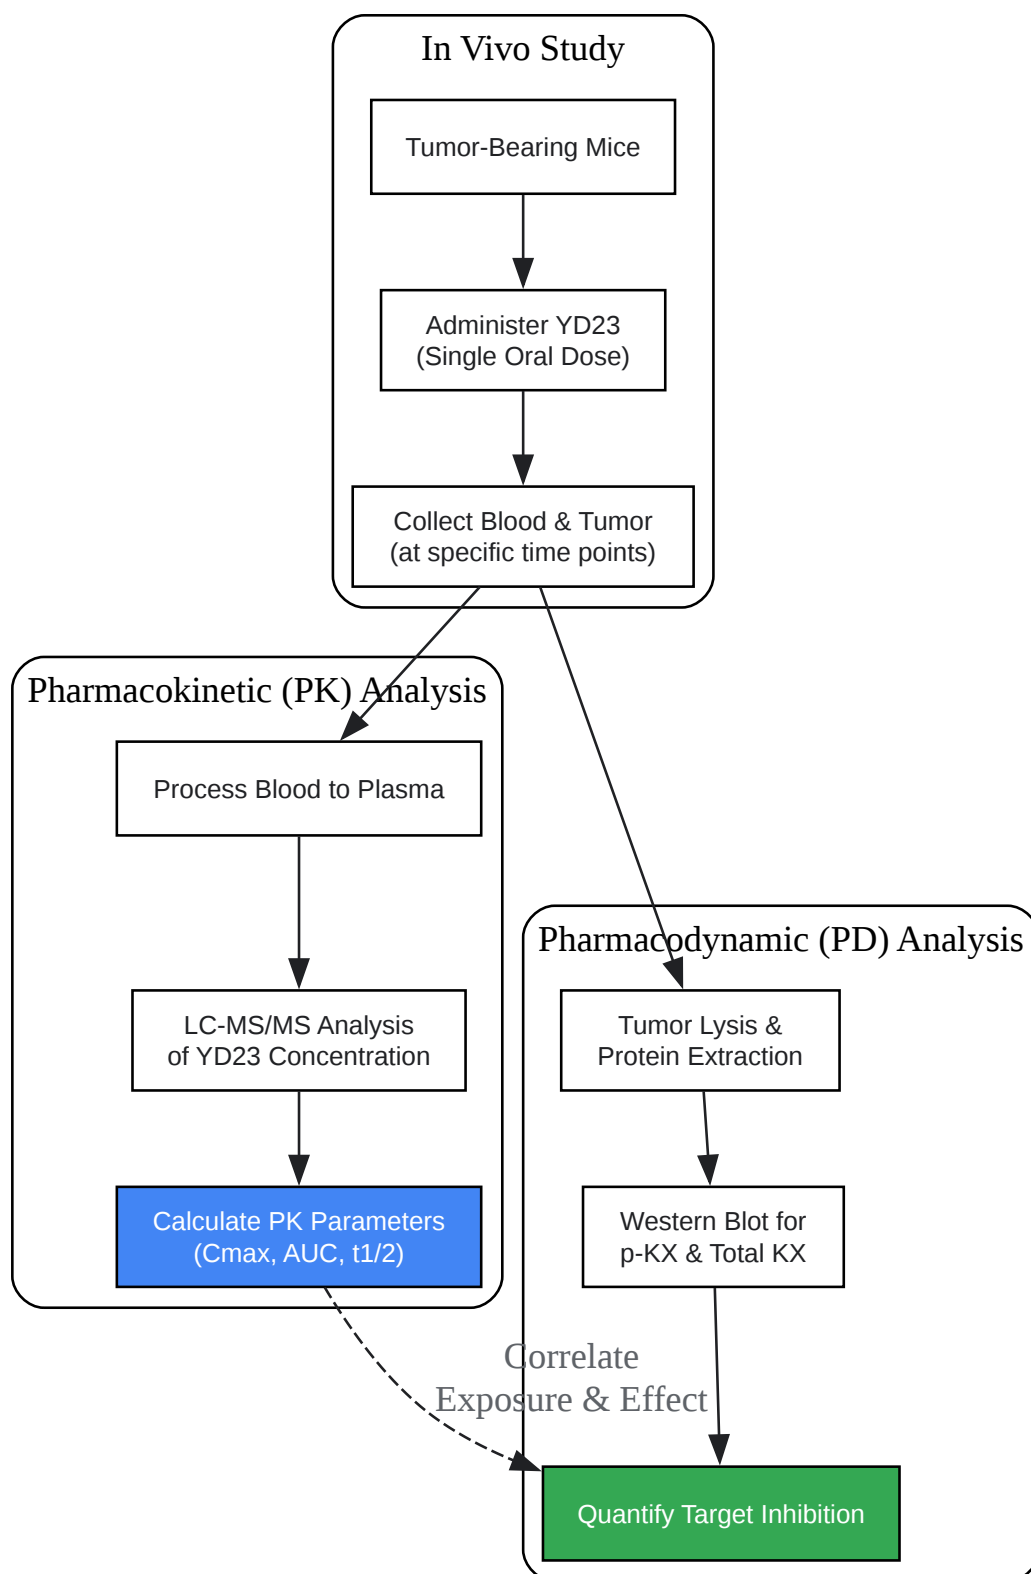 In Vivo Study
Tumor-Bearing Mice
Administer YD23
(Single Oral Dose)
Collect Blood & Tumor
(at specific time points)
Pharmacokinetic (PK) Analysis
Process Blood to Plasma
LC-MS/MS Analysis
of YD23 Concentration
Calculate PK Parameters
(Cmax, AUC, t1/2)
Pharmacodynamic (PD) Analysis
Tumor Lysis &
Protein Extraction
Western Blot for
p-KX & Total KX
Correlate
Exposure & Effect
Quantify Target Inhibition